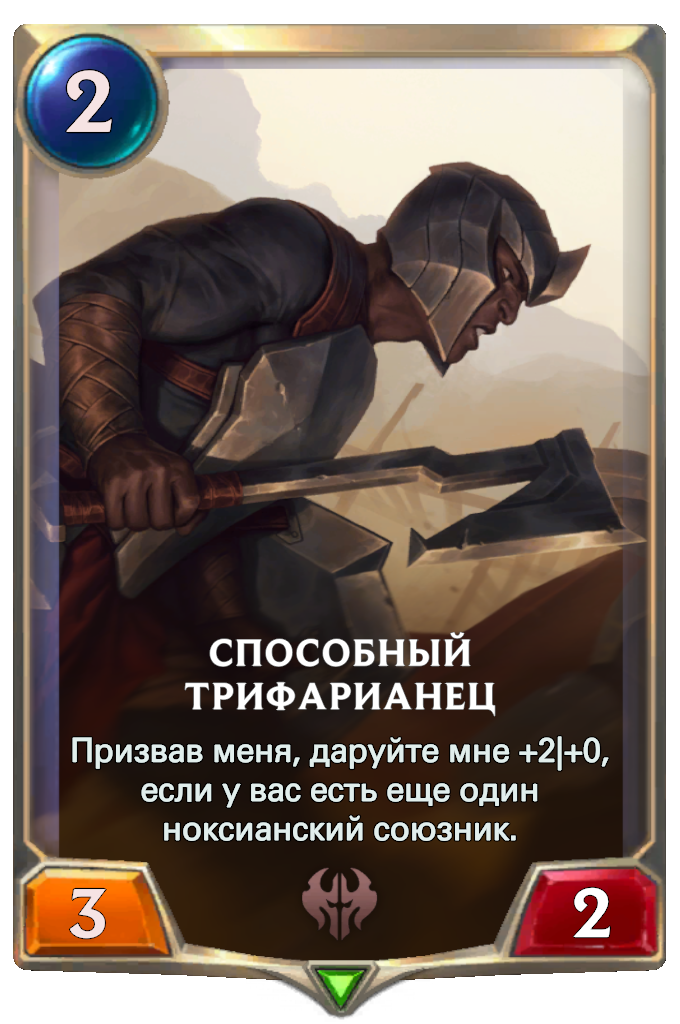 2
СПОСОБНЫЙ
ТРИФАРИАНЕЦ
Призвав меня, даруйте мне +2|+0,
если у вас есть еще один
ноксианский союзник.
3
2